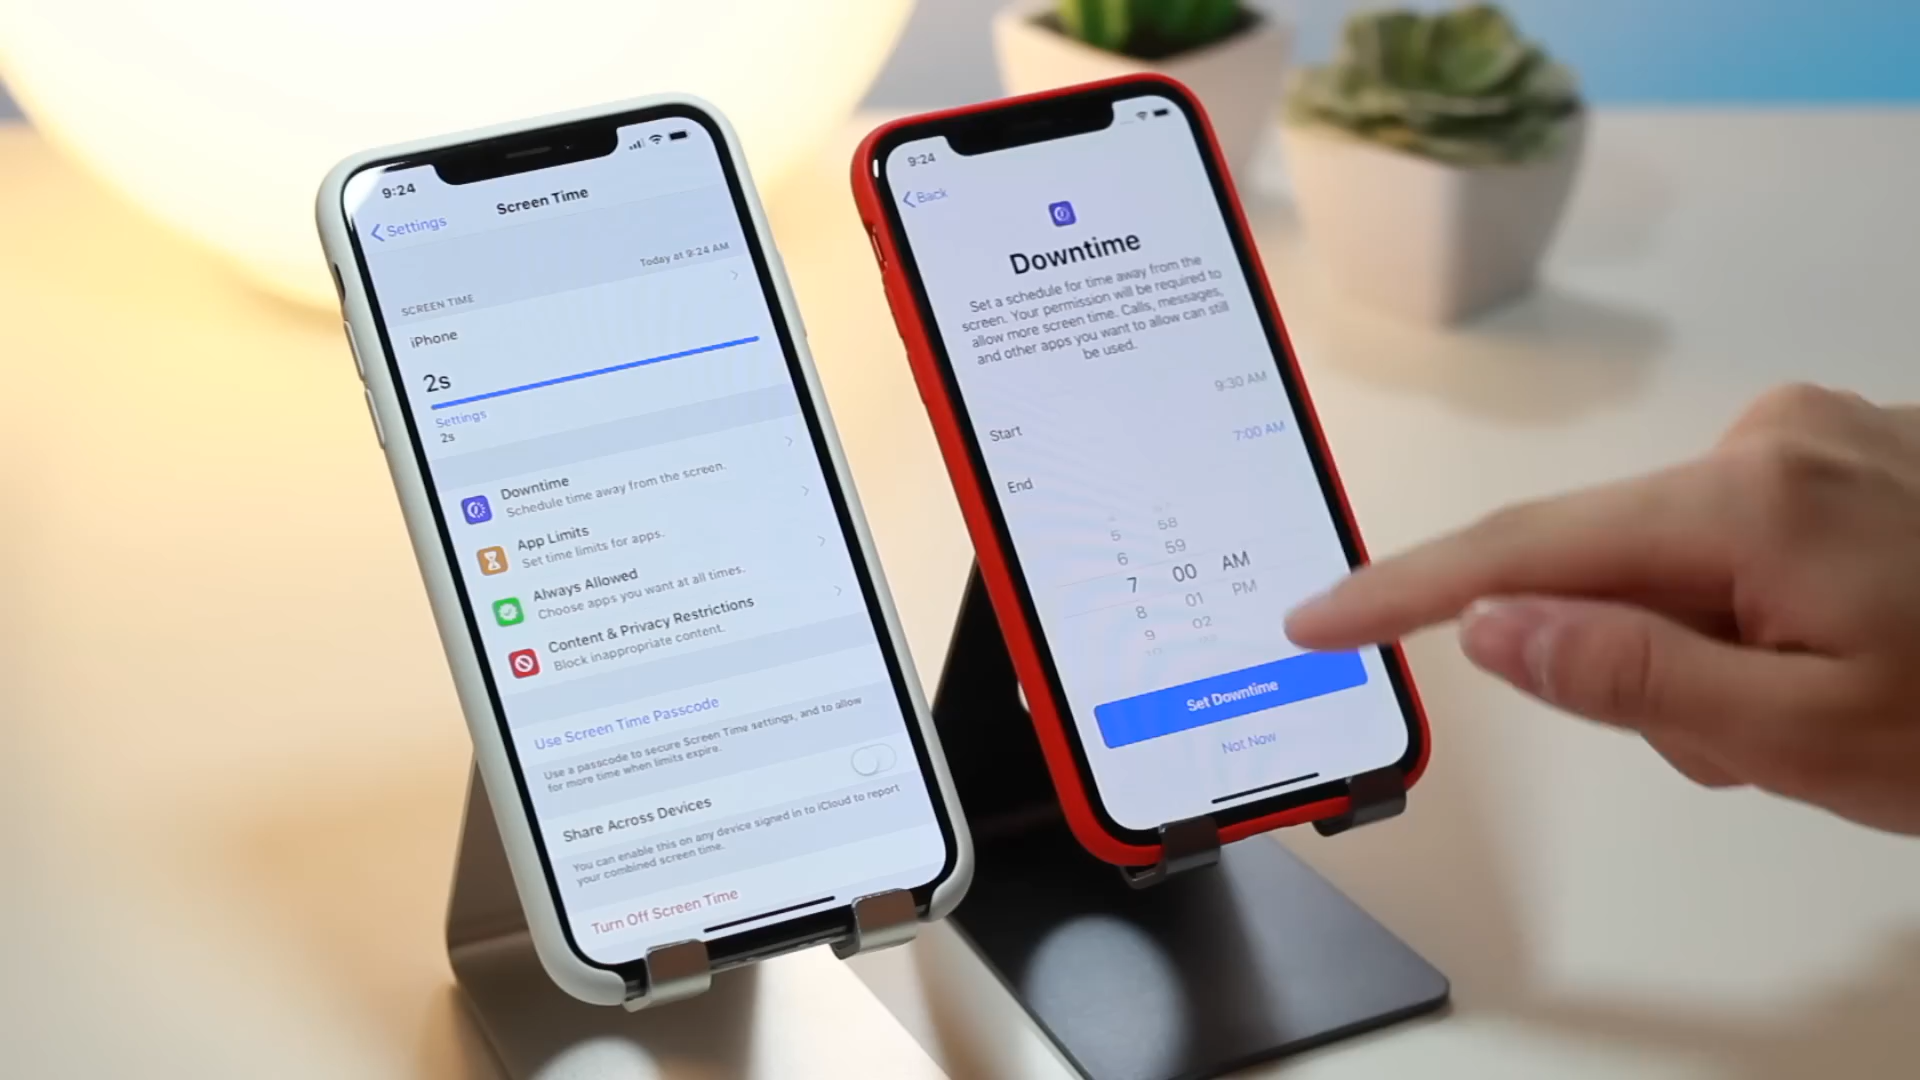 9:24
Settings
Screen Time
Today at 9:24 AM
SCREEN TIME
iPhone
2s
Settings
2s
Downtime
Schedule time away from the screen.
App Limits
Set time limits for apps.
Always Allowed
Choose apps you want at all times.
Content & Privacy Restrictions
Block inappropriate content.
Use Screen Time Passcode
Use a passcode to secure Screen Time settings, and to allow
for more time when limits expire.
Share Across Devices
You can enable this on any device signed in to iCloud to report
your combined screen time.
Turn Off Screen Time
9:24
Back
Downtime
Set a schedule for time away from the
screen. Your permission will be required to
allow more screen time. Calls, messages,
and other apps you want to allow can still
be used.
Start 9:30 AM
End 7:00 AM
5 58
6 59
7 00 AM
8 01 PM
9 02
10 03
Set Downtime
Not Now